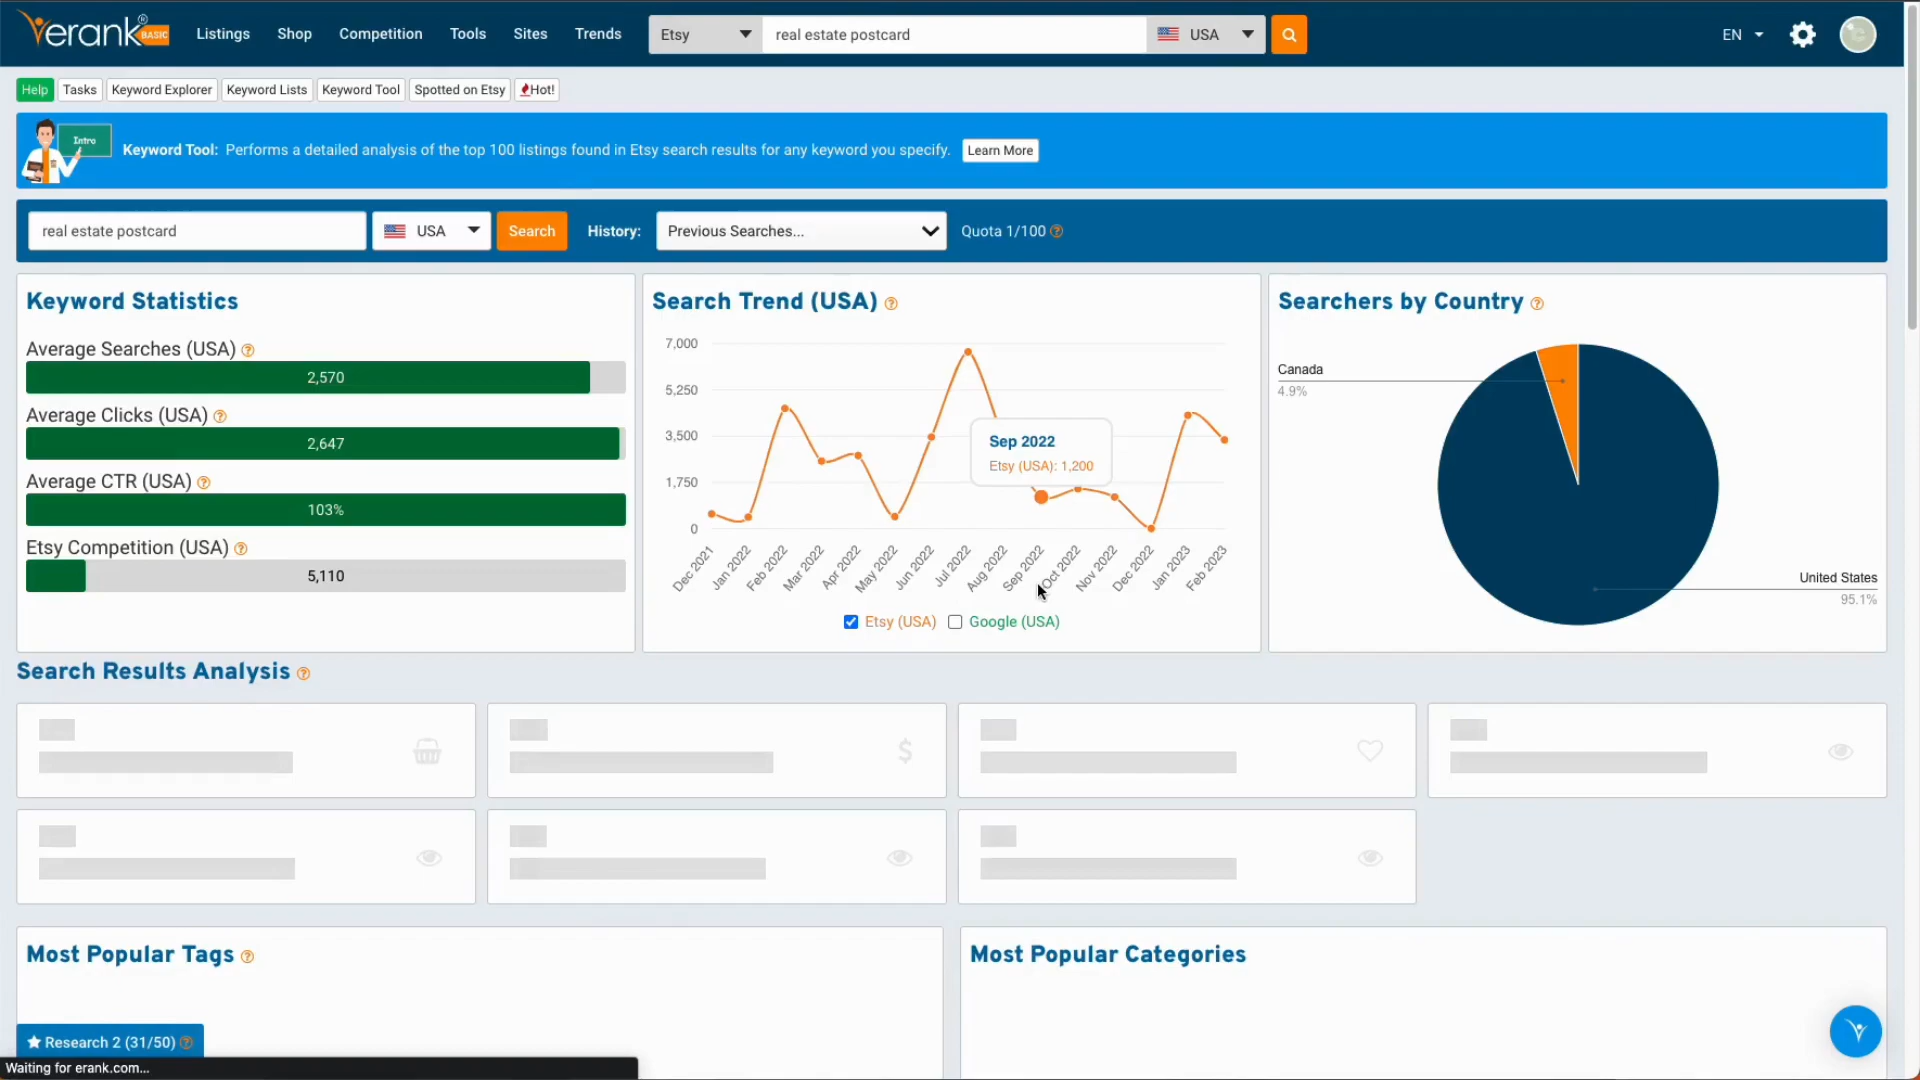 erank® BASIC Listings Shop Competition Tools Sites Trends Etsy real estate postcard USA EN
Help Tasks Keyword Explorer Keyword Lists Keyword Tool Spotted on Etsy Hot!
Intro
Keyword Tool: Performs a detailed analysis of the top 100 listings found in Etsy search results for any keyword you specify. Learn More
real estate postcard USA Search History: Previous Searches... Quota 1/100 ?
Keyword Statistics
Average Searches (USA) ?
2,570
Average Clicks (USA) ?
2,647
Average CTR (USA) ?
103%
Etsy Competition (USA) ?
5,110
Search Trend (USA) ?
7,000
5,250
3,500
1,750
0
Sep 2022
Etsy (USA): 1,200
Dec 2021 Jan 2022 Feb 2022 Mar 2022 Apr 2022 May 2022 Jun 2022 Jul 2022 Aug 2022 Sep 2022 Oct 2022 Nov 2022 Dec 2022 Jan 2023 Feb 2023
Etsy (USA) Google (USA)
Searchers by Country ?
Canada
4.9%
United States
95.1%
Search Results Analysis ?
$
Most Popular Tags ?
Most Popular Categories
Research 2 (31/50) ?
Waiting for erank.com...